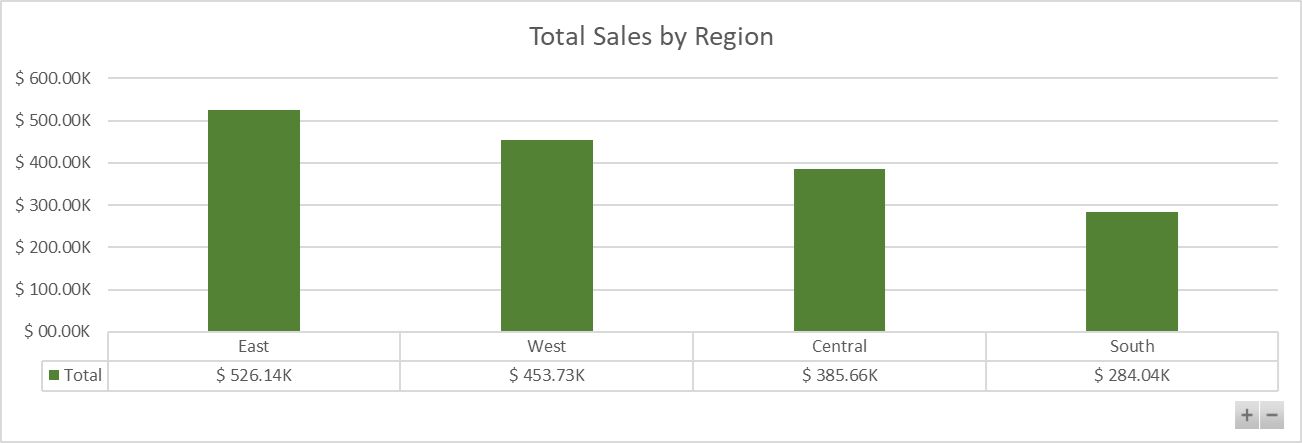 Total Sales by Region
$ 600.00K
$ 500.00K
$ 400.00K
$ 300.00K
$ 200.00K
$ 100.00K
$ 00.00K
East West Central South
Total $ 526.14K $ 453.73K $ 385.66K $ 284.04K
+ −